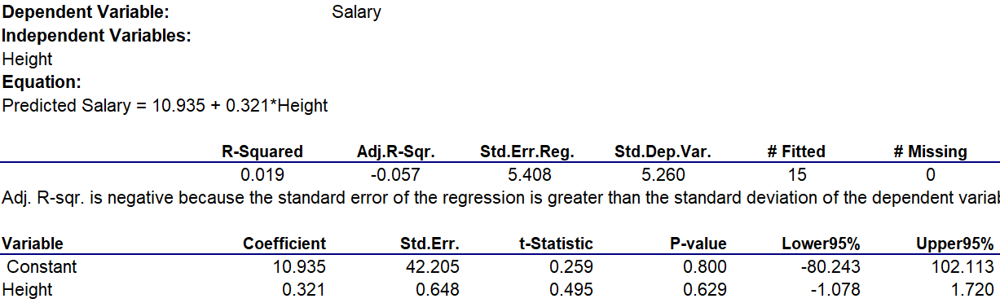 Dependent Variable: Salary
Independent Variables:
Height
Equation:
Predicted Salary = 10.935 + 0.321*Height
R-Squared Adj.R-Sqr. Std.Err.Reg. Std.Dep.Var. # Fitted # Missing
0.019 -0.057 5.408 5.260 15 0
Adj. R-sqr. is negative because the standard error of the regression is greater than the standard deviation of the dependent
Variable Coefficient Std.Err. t-Statistic P-value Lower95% Upper95%
Constant 10.935 42.205 0.259 0.800 -80.243 102.113
Height 0.321 0.648 0.495 0.629 -1.078 1.720